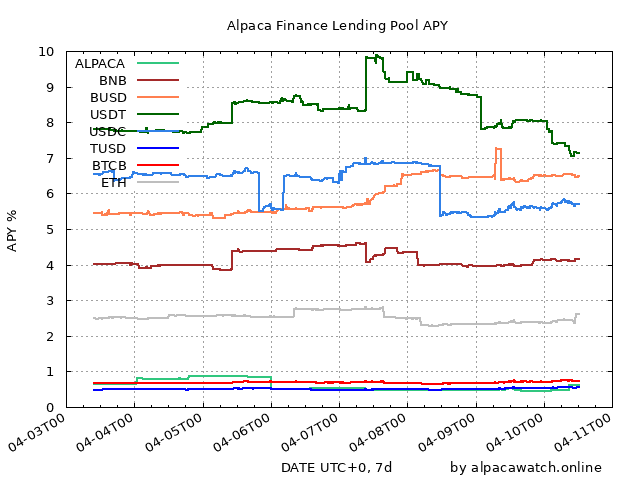 Alpaca Finance Lending Pool APY
10
9
8
7
6
5
4
3
2
1
0
APY %
ALPACA
BNB
BUSD
USDT
USDC
TUSD
BTCB
ETH
04-03T00
04-04T00
04-05T00
04-06T00
04-07T00
04-08T00
04-09T00
04-10T00
04-11T00
DATE UTC+0, 7d
by alpacawatch.online